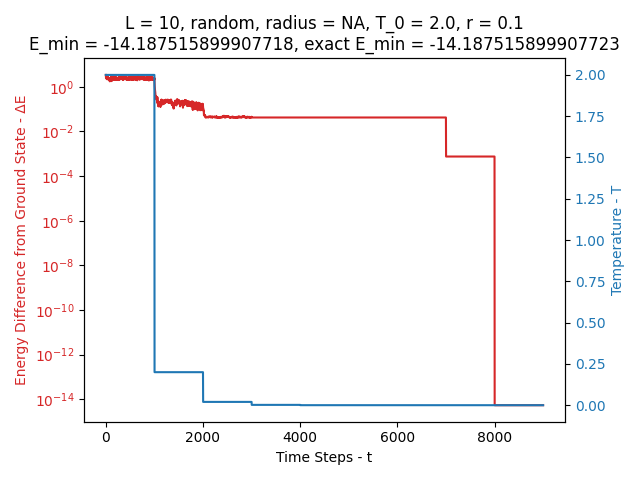 L = 10, random, radius = NA, T_0 = 2.0, r = 0.1
E_min = -14.187515899907718, exact E_min = -14.187515899907723
Energy Difference from Ground State - ΔE
10⁰
10⁻²
10⁻⁴
10⁻⁶
10⁻⁸
10⁻¹⁰
10⁻¹²
10⁻¹⁴
2.00
1.75
1.50
1.25
1.00
0.75
0.50
0.25
0.00
Temperature - T
0 2000 4000 6000 8000
Time Steps - t